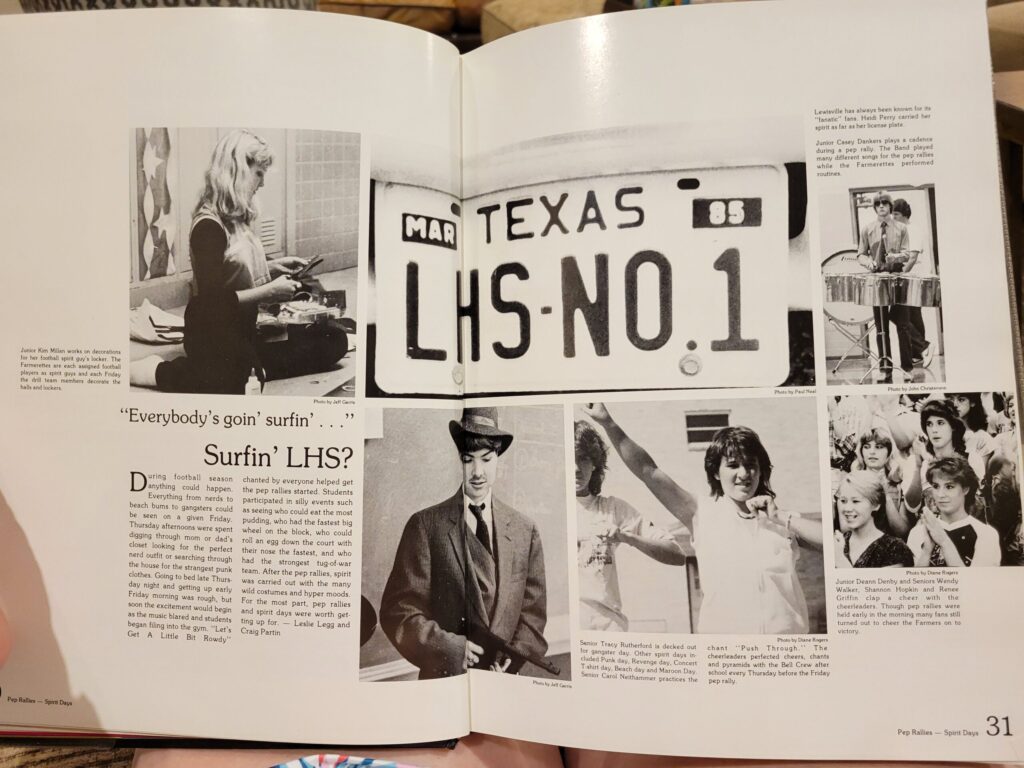 Junior Kim Millan works on decorations
for her football spirit guy's locker. The
Farmerettes are each assigned football
players as spirit guys and each Friday
the drill team members decorate the
halls and lockers.
Photo by Jeff Gerris
"Everybody's goin' surfin' . . ."
Surfin' LHS?
During football season
anything could happen.
Everything from nerds to
beach bums to gangsters could
be seen on a given Friday.
Thursday afternoons were spent
digging through mom or dad's
closet looking for the perfect
nerd outfit or searching through
the house for the strangest punk
clothes. Going to bed late Thurs-
day night and getting up early
Friday morning was rough, but
soon the excitement would begin
as the music blared and students
began filing into the gym. "Let's
Get A Little Bit Rowdy"
chanted by everyone helped get
the pep rallies started. Students
participated in silly events such
as seeing who could eat the most
pudding, who had the fastest big
wheel on the block, who could
roll an egg down the court with
their nose the fastest, and who
had the strongest tug-of-war
team. After the pep rallies, spirit
was carried out with the many
wild costumes and hyper moods.
For the most part, pep rallies
and spirit days were worth get-
ting up for. — Leslie Legg and
Craig Partin
Pep Rallies — Spirit Days
MAR TEXAS 85
LHS-NO.1
Photo by Paul Neal
Photo by Jeff Gerris
Senior Tracy Rutherford is decked out
for gangster day. Other spirit days in-
cluded Punk day, Revenge day, Concert
T-shirt day, Beach day and Maroon Day.
Senior Carol Neithammer practices the
Photo by Diane Rogers
chant "Push Through." The
cheerleaders perfected cheers, chants
and pyramids with the Bell Crew after
school every Thursday before the Friday
pep rally.
Lewisville has always been known for its
"fanatic" fans. Haidi Perry carried her
spirit as far as her license plate.
Junior Casey Dankers plays a cadence
during a pep rally. The Band played
many different songs for the pep rallies
while the Farmerettes performed
routines.
Photo by John Christensen
Photo by Diane Rogers
Junior Deann Denby and Seniors Wendy
Walker, Shannon Hopkin and Renee
Griffin clap a cheer with the
cheerleaders. Though pep rallies were
held early in the morning many fans still
turned out to cheer the Farmers on to
victory.
Pep Rallies — Spirit Days 31